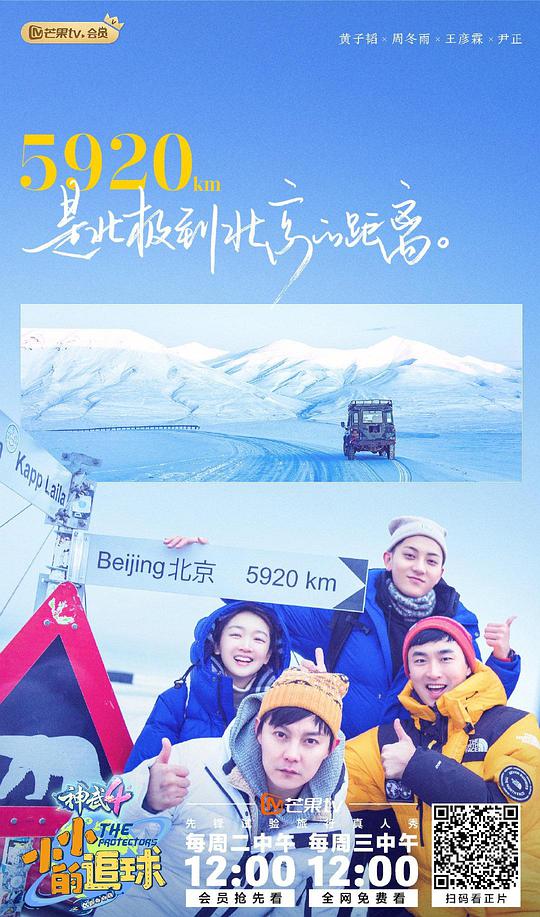 芒果tv.会员
黄子韬 × 周冬雨 × 王彦霖 × 尹正
5920km
是北极到北京的距离。
Kapp Laila
Beijing 北京 5920 km
神武4
THE PROTECTORS
小小的追球
芒果tv
先锋试验旅行真人秀
每周二中午 每周三中午
12:00 12:00
会员抢先看 全网免费看
扫码看正片